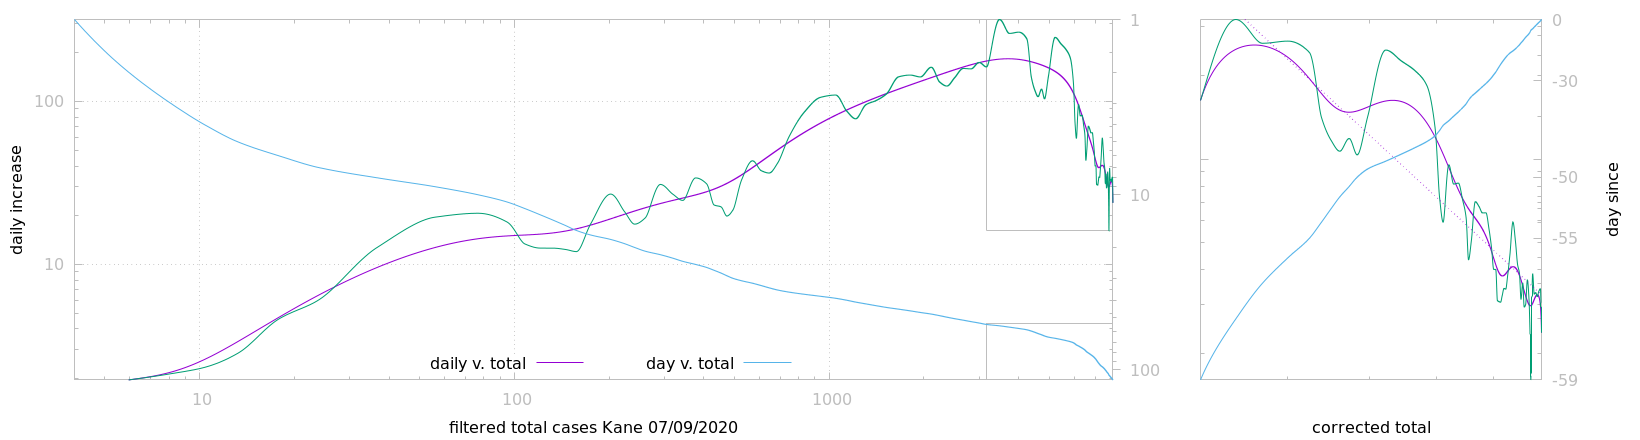 daily increase
100
10
10
100
1000
1
10
100
daily v. total
day v. total
filtered total cases Kane 07/09/2020
0
-30
-50
-55
-59
day since
corrected total